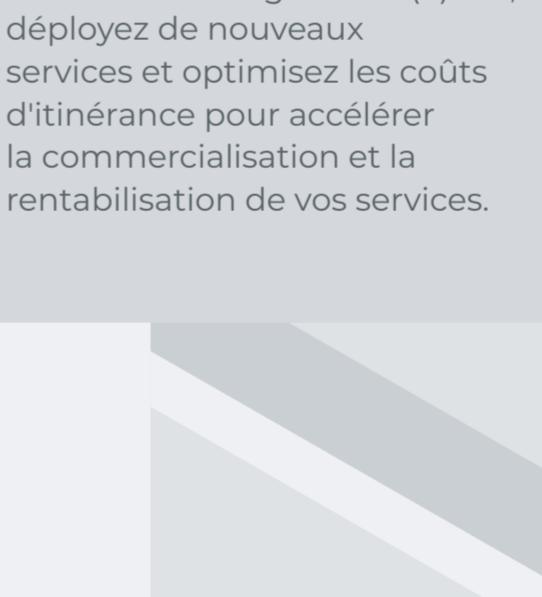 déployez de nouveaux
services et optimisez les coûts
d'itinérance pour accélérer
la commercialisation et la
rentabilisation de vos services.